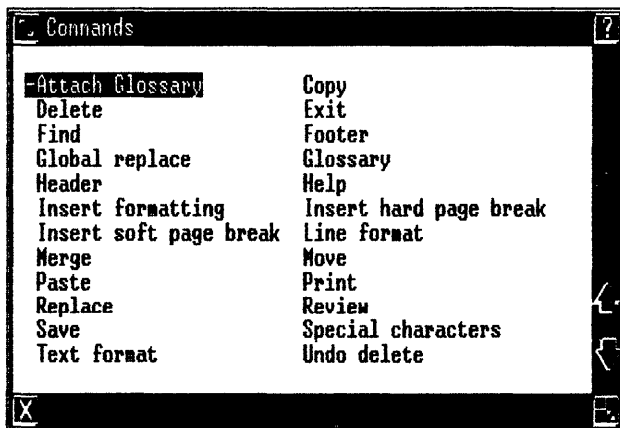 Commands ?
-Attach Glossary Copy
Delete Exit
Find Footer
Global replace Glossary
Header Help
Insert formatting Insert hard page break
Insert soft page break Line format
Merge Move
Paste Print
Replace Review
Save Special characters
Text format Undo delete
X